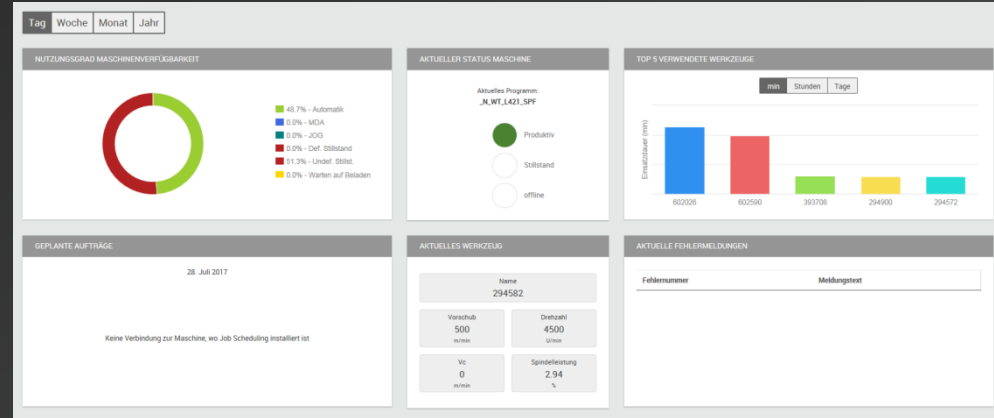 Tag Woche Monat Jahr
NUTZUNGSGRAD MASCHINENVERFÜGBARKEIT
48.7% - Automatik
0.0% - MDA
0.0% - JOG
0.0% - Def. Stillstand
51.3% - Undef. Stillst.
0.0% - Warten auf Beladen
AKTUELLER STATUS MASCHINE
Aktuelles Programm:
_N_WT_L421_SPF
Produktiv
Stillstand
offline
TOP 5 VERWENDETE WERKZEUGE
min Stunden Tage
Einsatzdauer (min)
602026 602590 393708 294900 294572
GEPLANTE AUFTRÄGE
28. Juli 2017
Keine Verbindung zur Maschine, wo Job Scheduling installiert ist
AKTUELLES WERKZEUG
Name
294582
Vorschub
500
m/min
Drehzahl
4500
U/min
Vc
0
m/min
Spindelleistung
2.94
%
AKTUELLE FEHLERMELDUNGEN
Fehlernummer Meldungstext